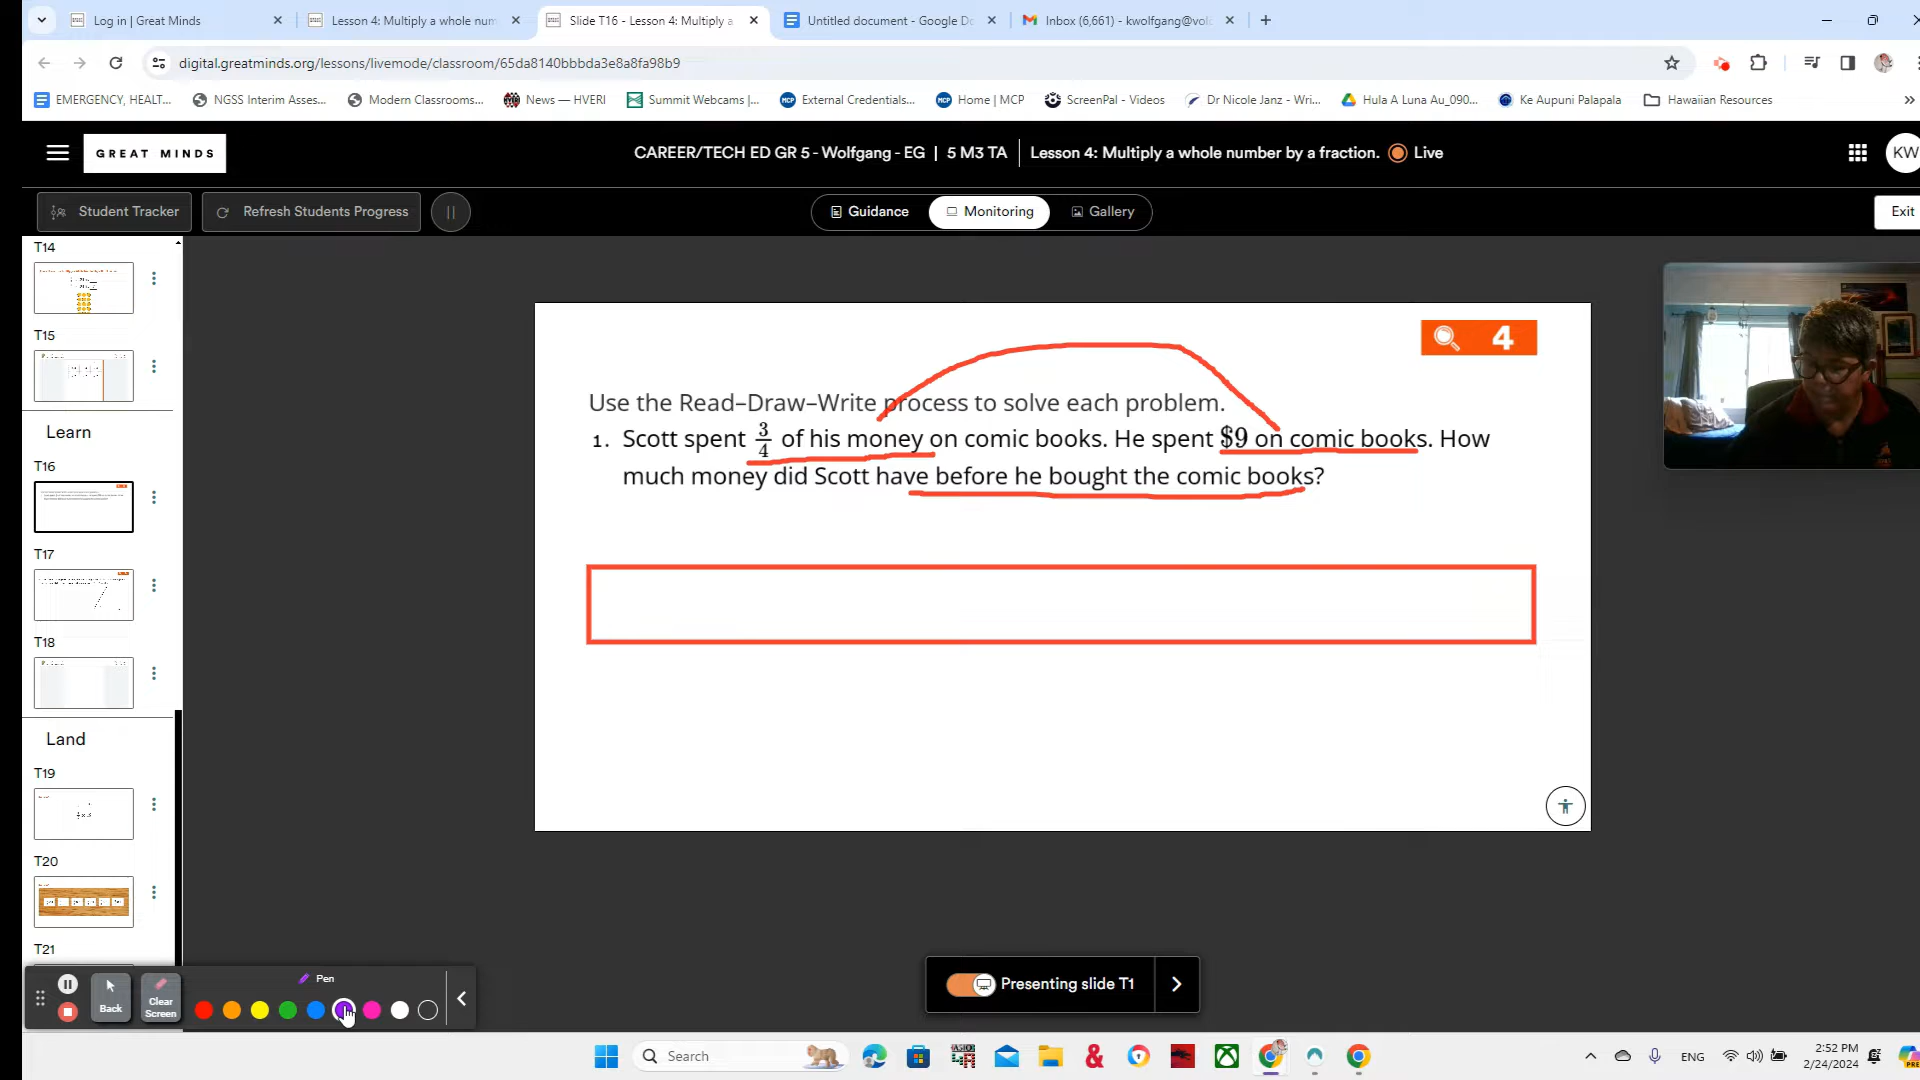 Log in | Great Minds
Lesson 4: Multiply a whole num
Slide T16 - Lesson 4: Multiply a
Untitled document - Google Do
Inbox (6,661) - kwolfgang@vol
digital.greatminds.org/lessons/livemode/classroom/65da8140bbbda3e8a8fa98b9
EMERGENCY, HEALT...
NGSS Interim Asses...
Modern Classrooms...
News — HVERI
Summit Webcams |...
External Credentials...
Home | MCP
ScreenPal - Videos
Dr Nicole Janz - Wri...
Hula A Luna Au_090...
Ke Aupuni Palapala
Hawaiian Resources
GREAT MINDS
CAREER/TECH ED GR 5 - Wolfgang - EG | 5 M3 TA
Lesson 4: Multiply a whole number by a fraction.
Live
KW
Student Tracker
Refresh Students Progress
Guidance
Monitoring
Gallery
Exit
T14
T15
Learn
T16
T17
T18
Land
T19
T20
T21
4
Use the Read–Draw–Write process to solve each problem.
1. Scott spent 3/4 of his money on comic books. He spent $9 on comic books. How
much money did Scott have before he bought the comic books?
Presenting slide T1
Pen
Back
Clear
Screen
Search
ENG
2:52 PM
2/24/2024